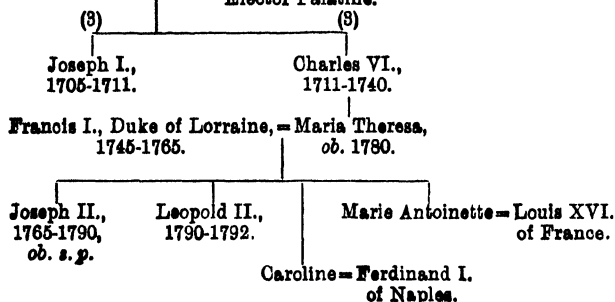 Elector Palatine.
(3) (3)
Joseph I., Charles VI.,
1705-1711. 1711-1740.
Francis I., Duke of Lorraine, = Maria Theresa,
1745-1765. ob. 1780.
Joseph II., Leopold II., Marie Antoinette = Louis XVI.
1765-1790, 1790-1792. of France.
ob. s. p.
Caroline = Ferdinand I.
of Naples.